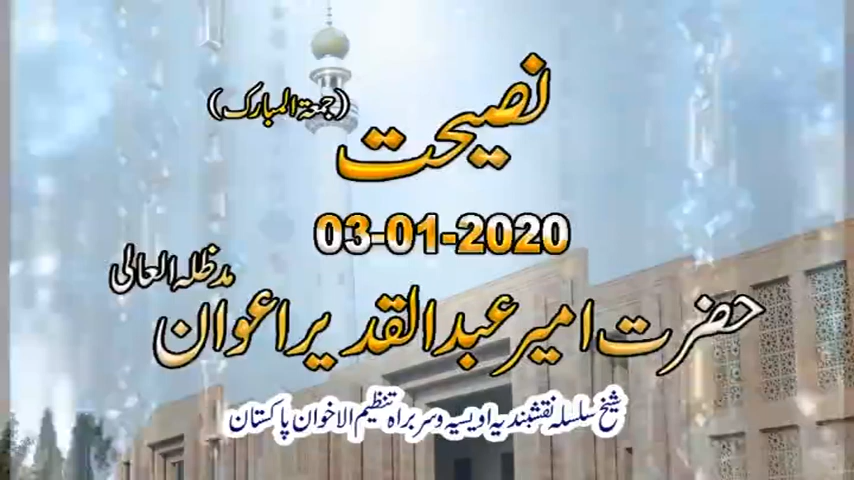 نصیحت (جمعۃ المبارک)
03-01-2020
حضرت امیر عبدالقدیر اعوان مدظلہ العالی
شیخ سلسلہ نقشبندیہ اویسیہ و سربراہ تنظیم الاخوان پاکستان